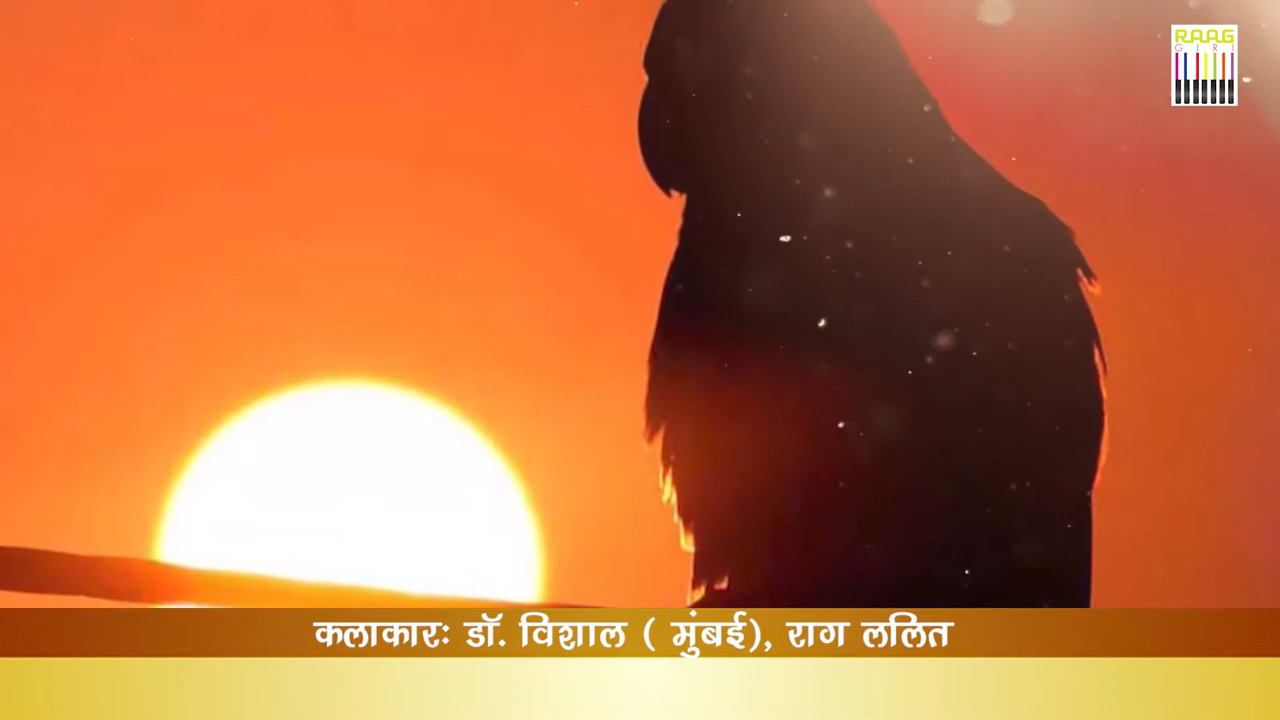 RAAG
GIRI
कलाकारः डॉ. विशाल ( मुंबई), राग ललित